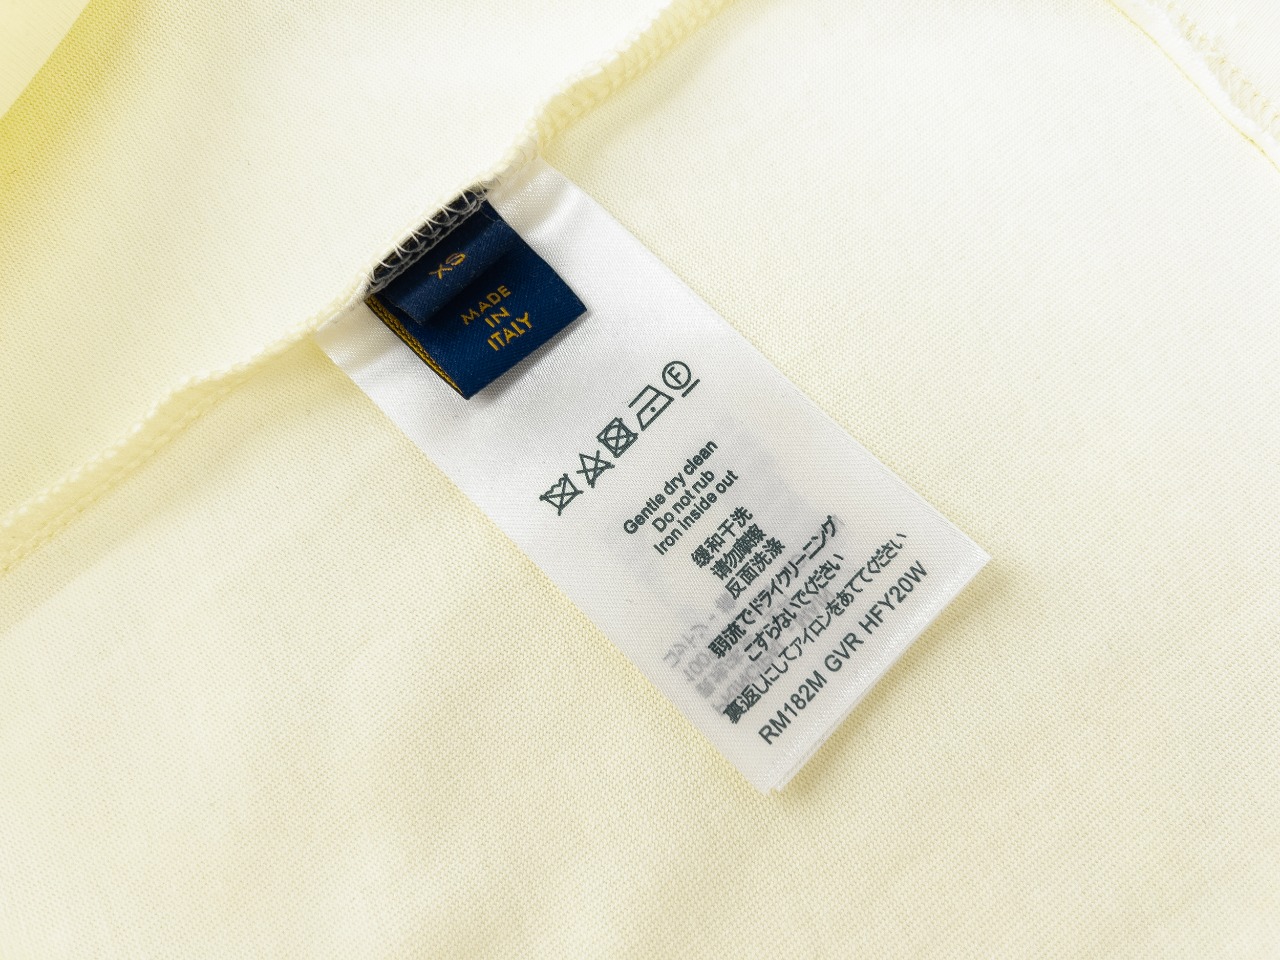 XS
MADE
IN
ITALY
F
Gentle dry clean
Do not rub
Iron inside out
缓和干洗
请勿摩擦
反面洗涤
弱流でドライクリーニング
こすらないでください
裏返しにしてアイロンをあててください
RM182M GVR HFY20W